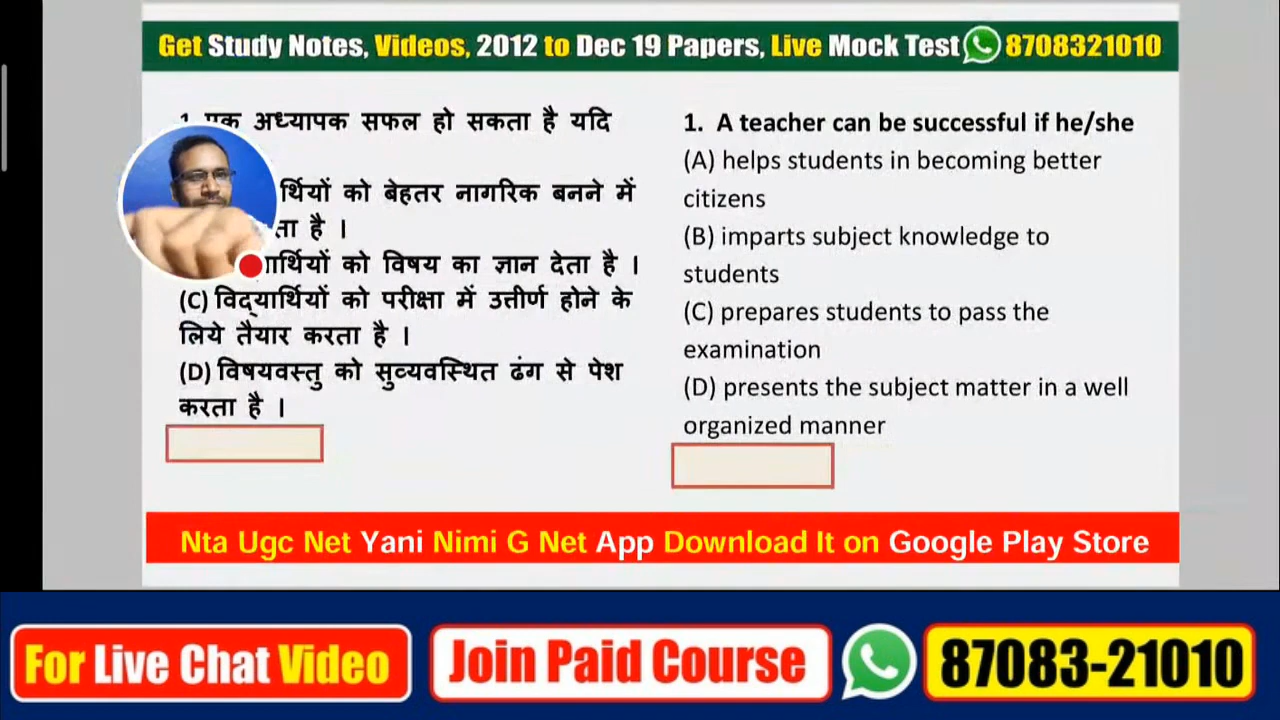 Get Study Notes, Videos, 2012 to Dec 19 Papers, Live Mock Test 8708321010
अध्यापक सफल हो सकता है यदि
को बेहतर नागरिक बनने में
है ।
को विषय का ज्ञान देता है ।
(C) विद्यार्थियों को परीक्षा में उत्तीर्ण होने के
लिये तैयार करता है ।
(D) विषयवस्तु को सुव्यवस्थित ढंग से पेश
करता है ।
1. A teacher can be successful if he/she
(A) helps students in becoming better
citizens
(B) imparts subject knowledge to
students
(C) prepares students to pass the
examination
(D) presents the subject matter in a well
organized manner
Nta Ugc Net Yani Nimi G Net App Download It on Google Play Store
For Live Chat Video
Join Paid Course
87083-21010